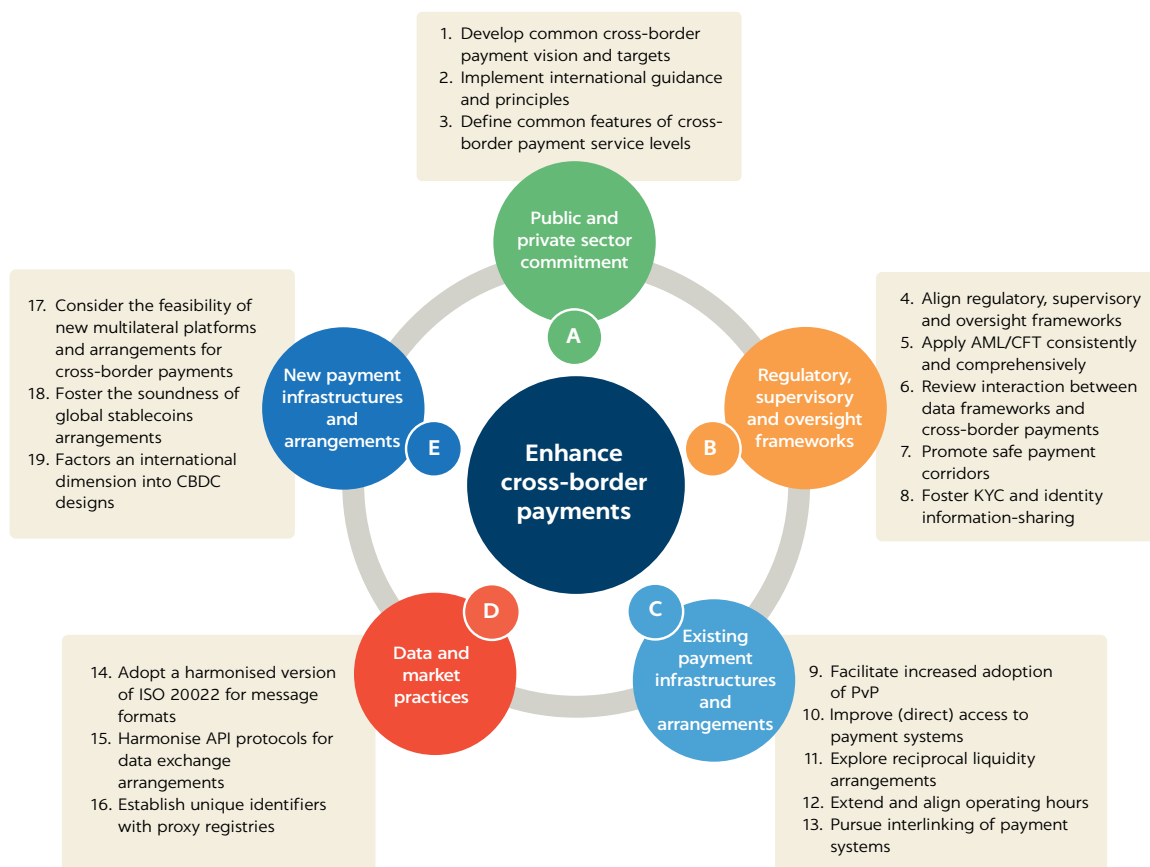 1. Develop common cross-border
payment vision and targets
2. Implement international guidance
and principles
3. Define common features of cross-
border payment service levels
Public and
private sector
commitment
A
4. Align regulatory, supervisory
and oversight frameworks
5. Apply AML/CFT consistently
and comprehensively
6. Review interaction between
data frameworks and
cross-border payments
7. Promote safe payment
corridors
8. Foster KYC and identity
information-sharing
Regulatory,
supervisory
and oversight
frameworks
B
Enhance
cross-border
payments
C
Existing
payment
infrastructures
and
arrangements
9. Facilitate increased adoption
of PvP
10. Improve (direct) access to
payment systems
11. Explore reciprocal liquidity
arrangements
12. Extend and align operating hours
13. Pursue interlinking of payment
systems
D
Data and
market
practices
14. Adopt a harmonised version
of ISO 20022 for message
formats
15. Harmonise API protocols for
data exchange
arrangements
16. Establish unique identifiers
with proxy registries
New payment
infrastructures
and
arrangements
E
17. Consider the feasibility of
new multilateral platforms
and arrangements for
cross-border payments
18. Foster the soundness of
global stablecoins
arrangements
19. Factors an international
dimension into CBDC
designs